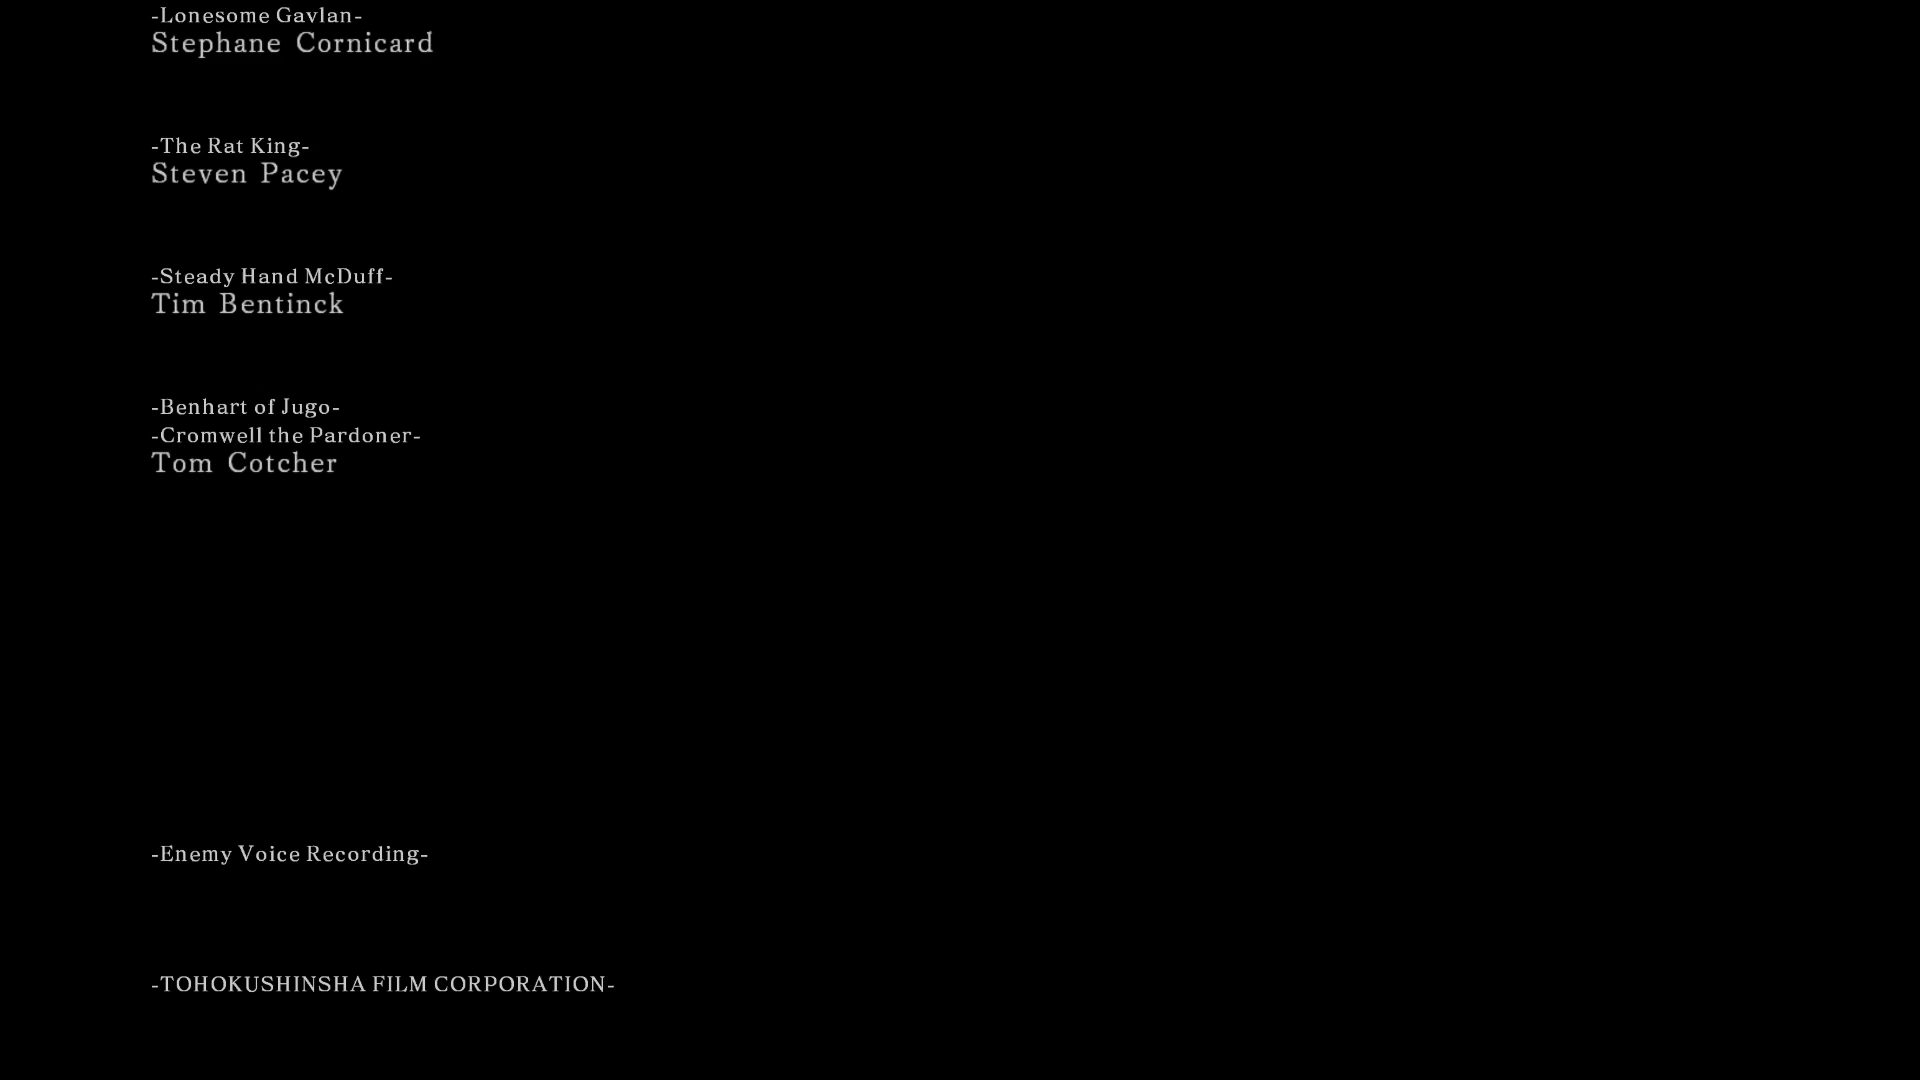 -Lonesome Gavlan-
Stephane Cornicard
-The Rat King-
Steven Pacey
-Steady Hand McDuff-
Tim Bentinck
-Benhart of Jugo-
-Cromwell the Pardoner-
Tom Cotcher
-Enemy Voice Recording-
-TOHOKUSHINSHA FILM CORPORATION-